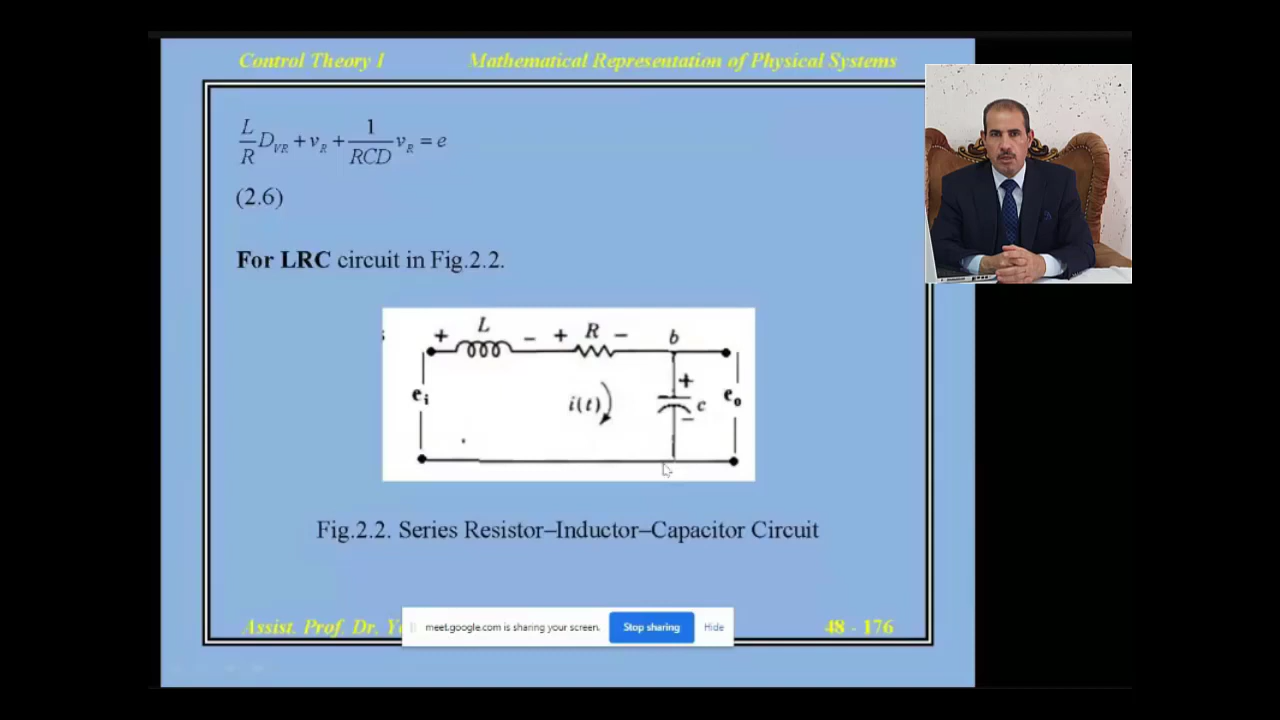 Control Theory I
Mathematical Representation of Physical Systems
L/R D_VR + v_R + 1/RCD v_R = e
(2.6)
For LRC circuit in Fig.2.2.
+ L - + R - b
e_i i(t) + c - e_o
Fig.2.2. Series Resistor–Inductor–Capacitor Circuit
Assist. Prof. Dr.
meet.google.com is sharing your screen. Stop sharing Hide
48 - 176